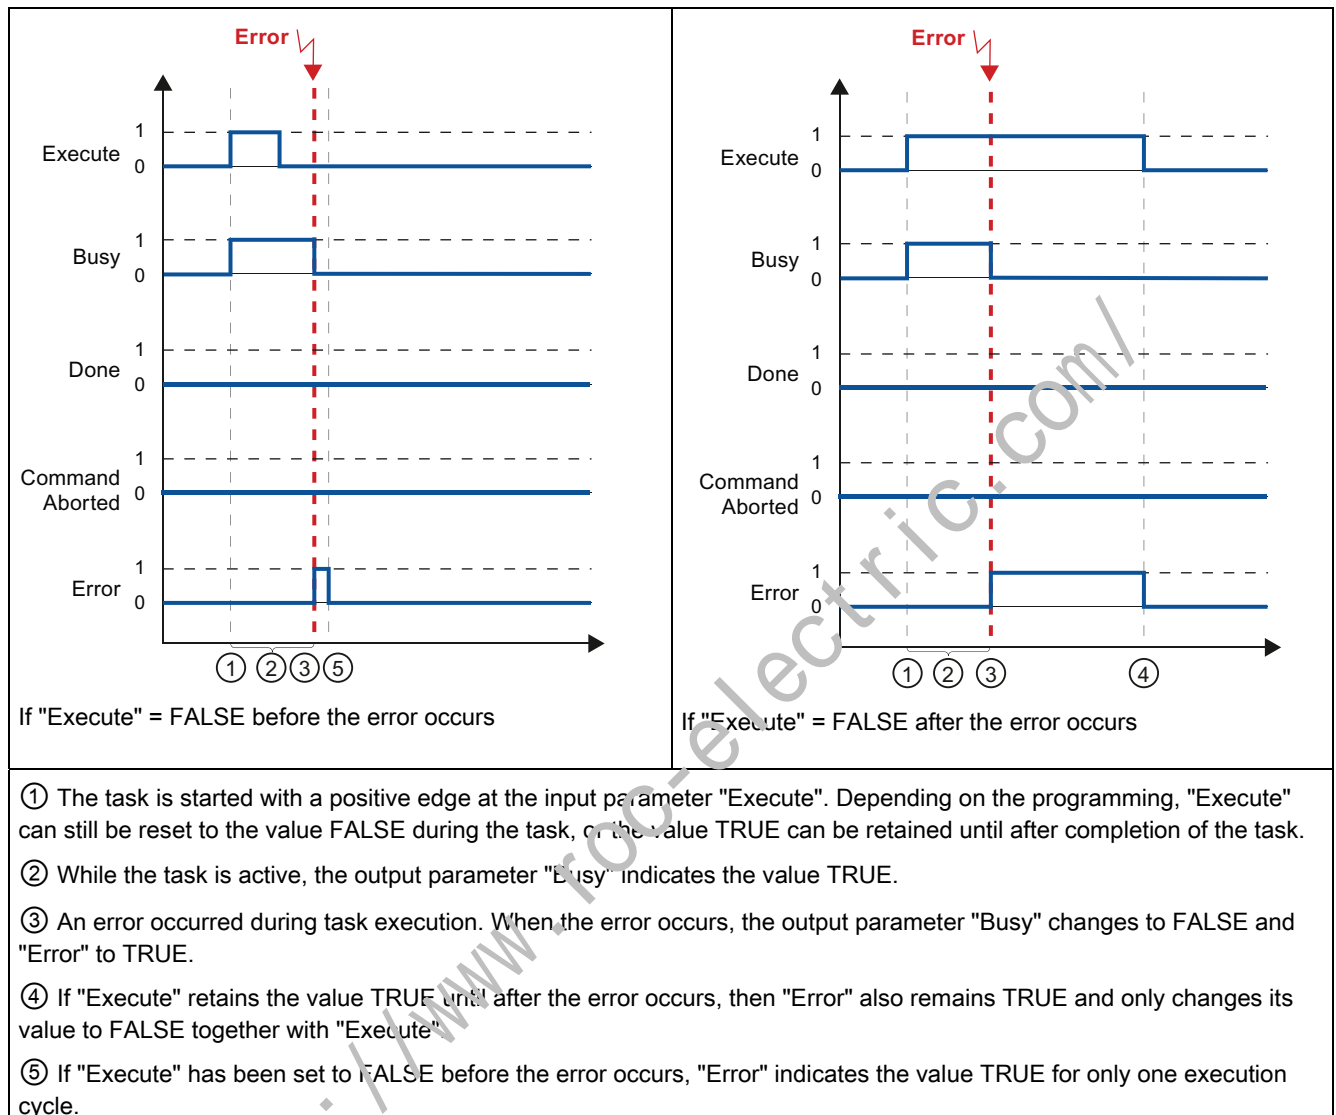 Error
1
Execute
0
1
Busy
0
1
Done
0
1
Command
Aborted
0
1
Error
0
① ② ③ ⑤
If "Execute" = FALSE before the error occurs
Error
1
Execute
0
1
Busy
0
1
Done
0
1
Command
Aborted
0
1
Error
0
① ② ③ ④
If "Execute" = FALSE after the error occurs
① The task is started with a positive edge at the input parameter "Execute". Depending on the programming, "Execute"
can still be reset to the value FALSE during the task, or the value TRUE can be retained until after completion of the task.
② While the task is active, the output parameter "Busy" indicates the value TRUE.
③ An error occurred during task execution. When the error occurs, the output parameter "Busy" changes to FALSE and
"Error" to TRUE.
④ If "Execute" retains the value TRUE until after the error occurs, then "Error" also remains TRUE and only changes its
value to FALSE together with "Execute".
⑤ If "Execute" has been set to FALSE before the error occurs, "Error" indicates the value TRUE for only one execution
cycle.
://www.roc-electric.com/